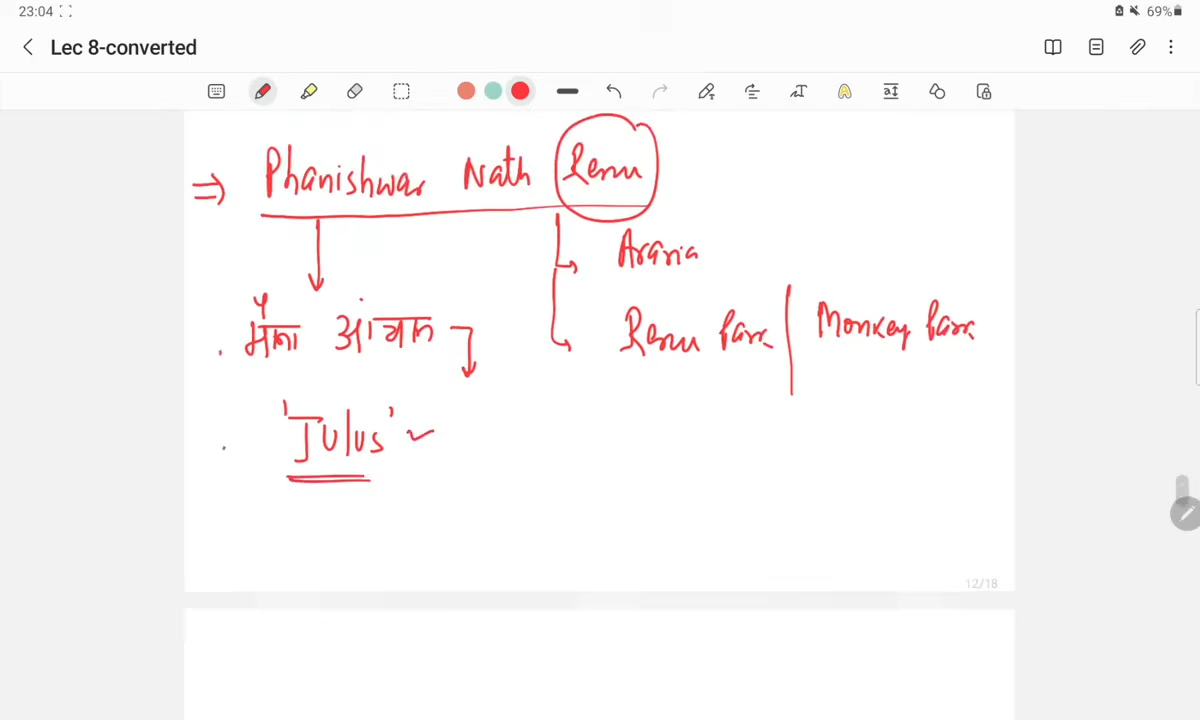 23:04 69%
Lec 8-converted
⇒ Phanishwar Nath Renu
Araria
मैला आंचल
Renu Park | Monkey Park
'Julus'
12/18